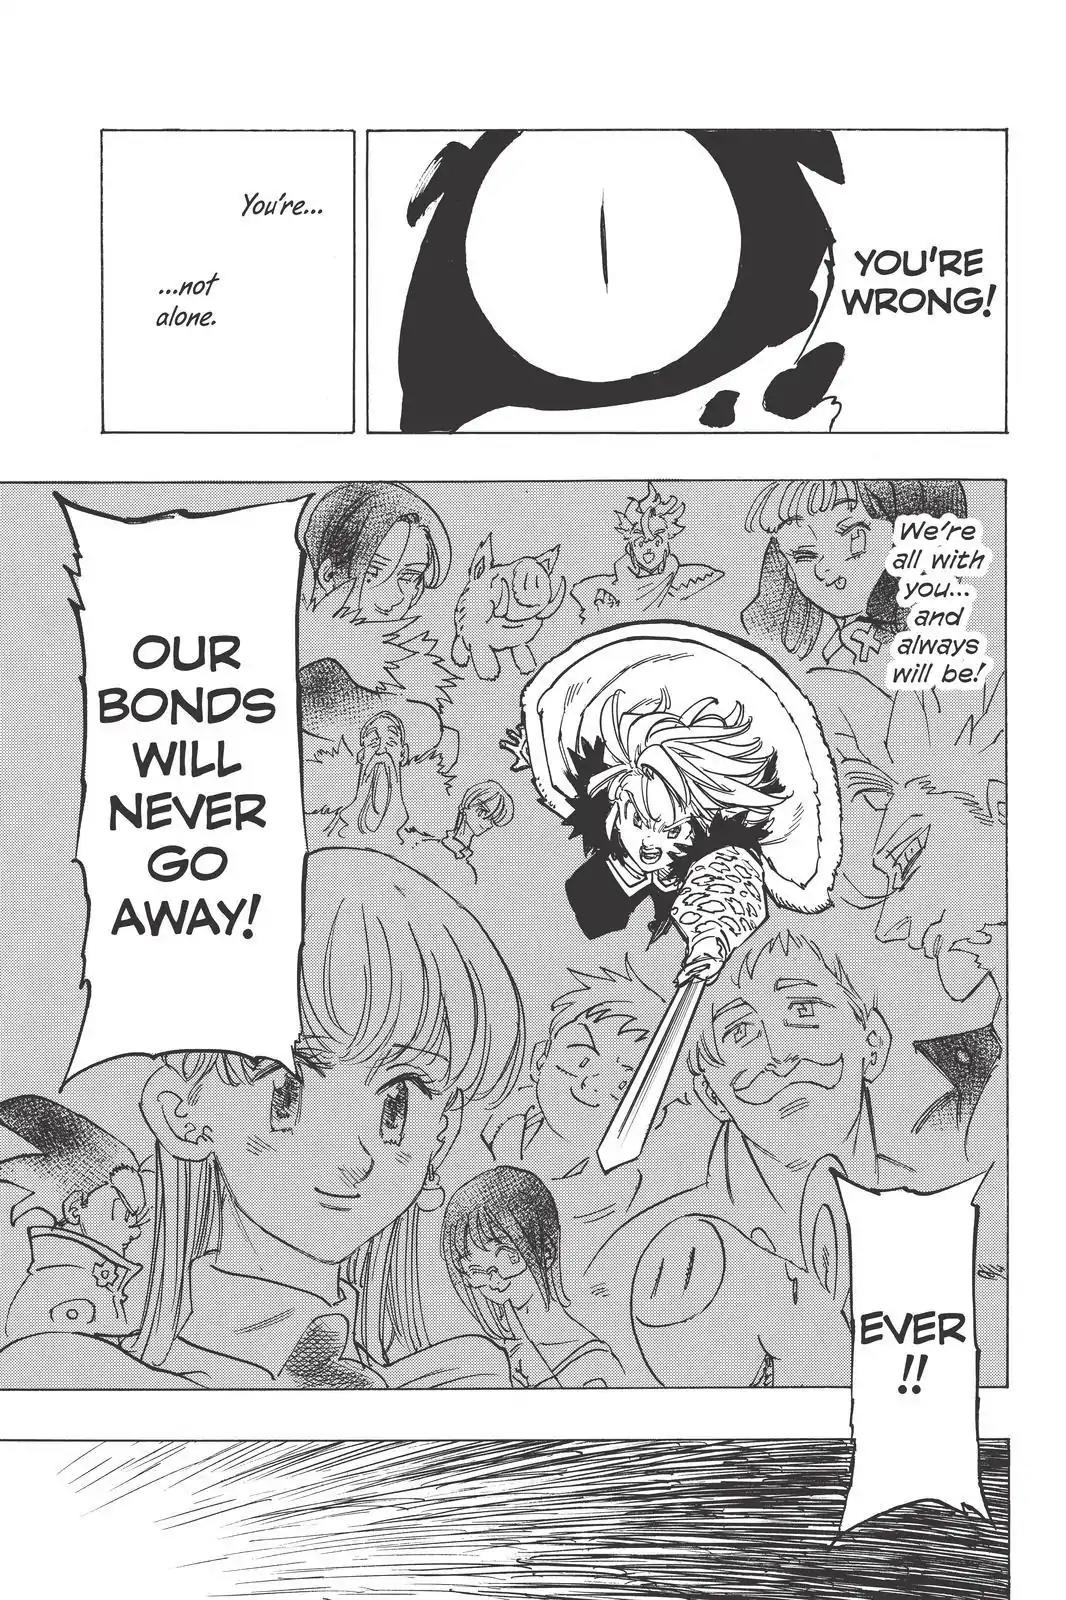 YOU'RE
WRONG!
You're...
...not
alone.
We're
all with
you...
and
always
will be!
OUR
BONDS
WILL
NEVER
GO
AWAY!
EVER
!!